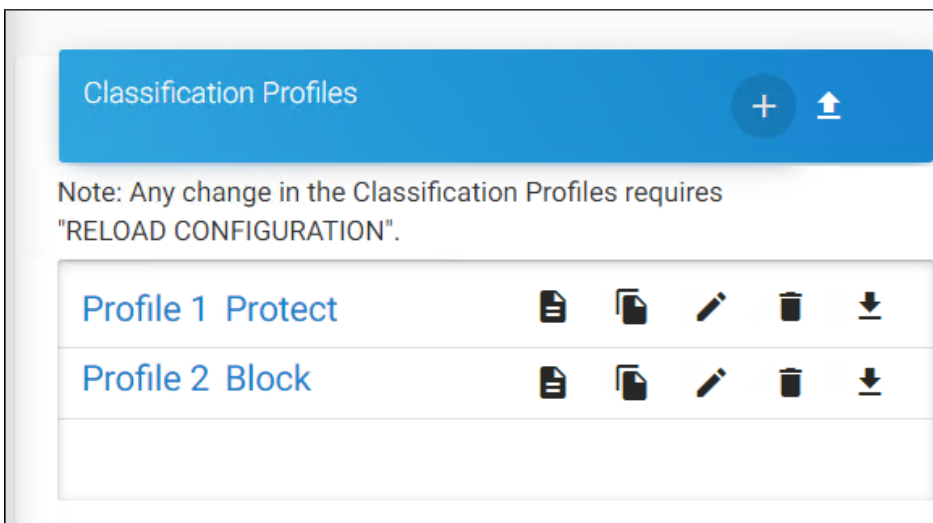 Classification Profiles
Note: Any change in the Classification Profiles requires
"RELOAD CONFIGURATION".
Profile 1 Protect
Profile 2 Block